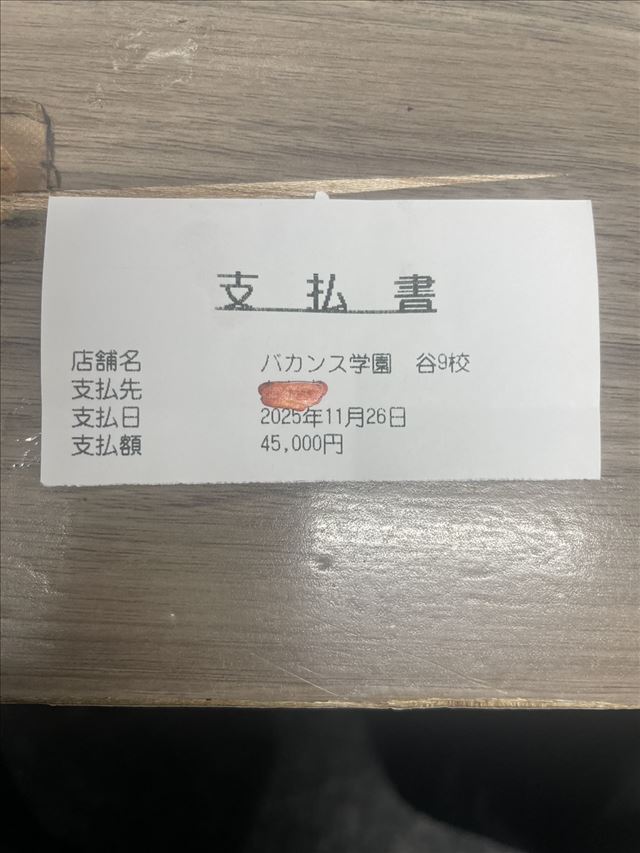 支払書
店舗名 バカンス学園 谷9校
支払先
支払日 2025年11月26日
支払額 45,000円